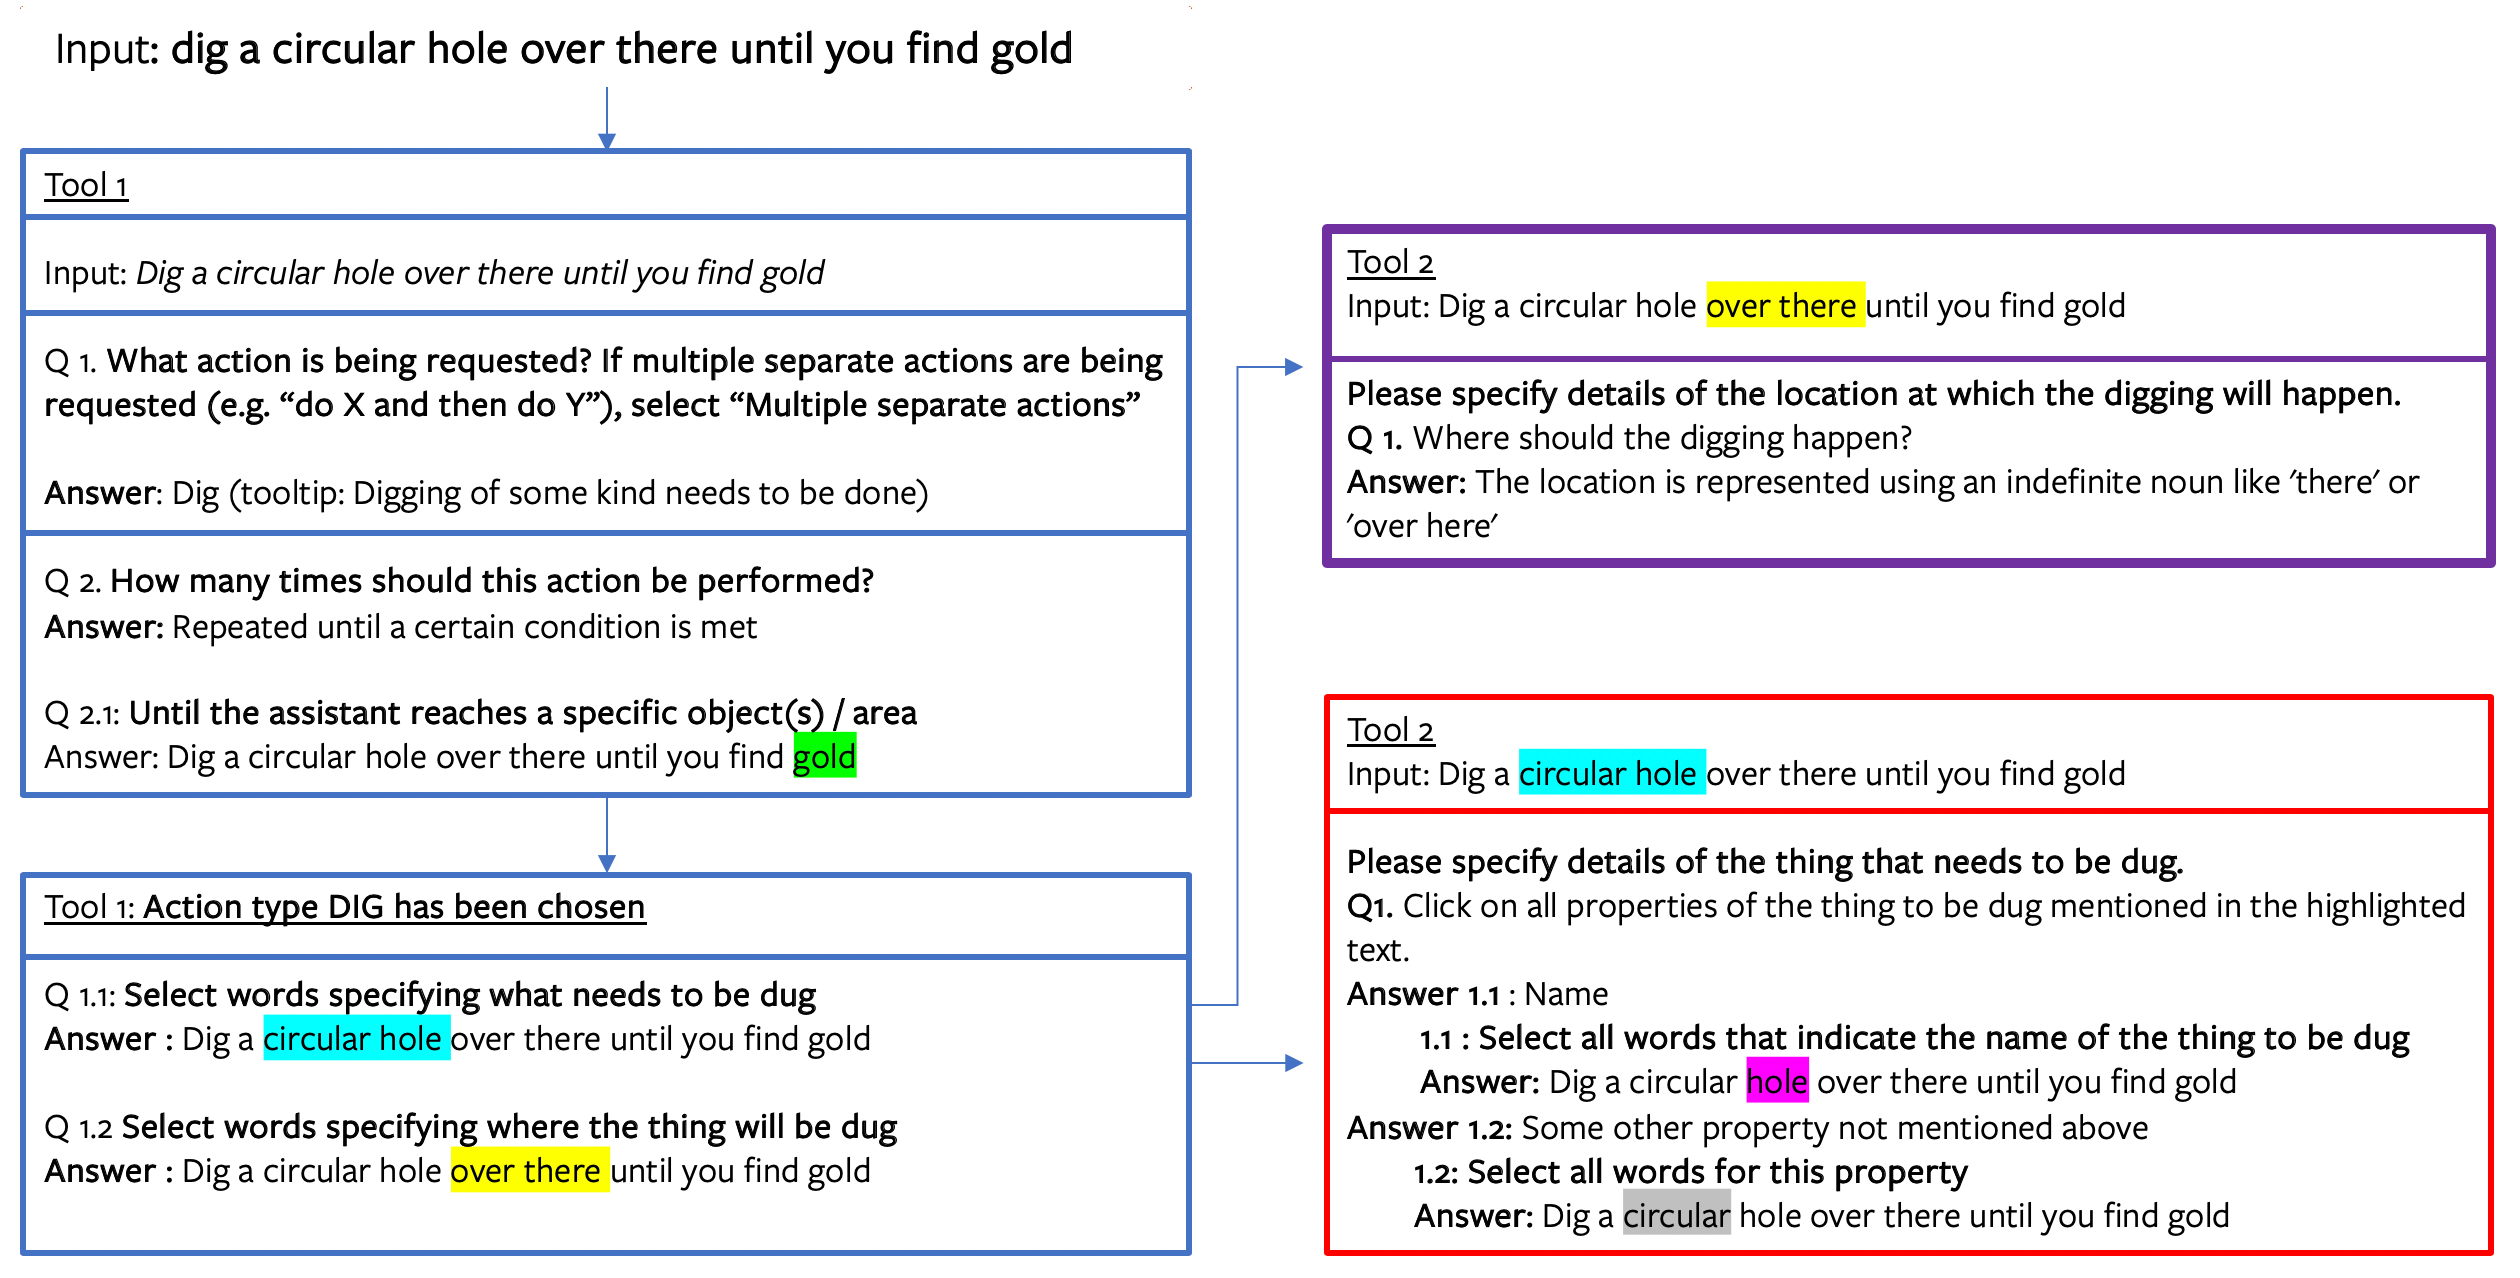 Input: dig a circular hole over there until you find gold
Tool 1
Input: Dig a circular hole over there until you find gold
Q 1. What action is being requested? If multiple separate actions are being
requested (e.g. “do X and then do Y”), select “Multiple separate actions”
Answer: Dig (tooltip: Digging of some kind needs to be done)
Q 2. How many times should this action be performed?
Answer: Repeated until a certain condition is met
Q 2.1: Until the assistant reaches a specific object(s) / area
Answer: Dig a circular hole over there until you find gold
Tool 1: Action type DIG has been chosen
Q 1.1: Select words specifying what needs to be dug
Answer : Dig a circular hole over there until you find gold
Q 1.2 Select words specifying where the thing will be dug
Answer : Dig a circular hole over there until you find gold
Tool 2
Input: Dig a circular hole over there until you find gold
Please specify details of the location at which the digging will happen.
Q 1. Where should the digging happen?
Answer: The location is represented using an indefinite noun like 'there' or
'over here'
Tool 2
Input: Dig a circular hole over there until you find gold
Please specify details of the thing that needs to be dug.
Q1. Click on all properties of the thing to be dug mentioned in the highlighted
text.
Answer 1.1 : Name
1.1 : Select all words that indicate the name of the thing to be dug
Answer: Dig a circular hole over there until you find gold
Answer 1.2: Some other property not mentioned above
1.2: Select all words for this property
Answer: Dig a circular hole over there until you find gold